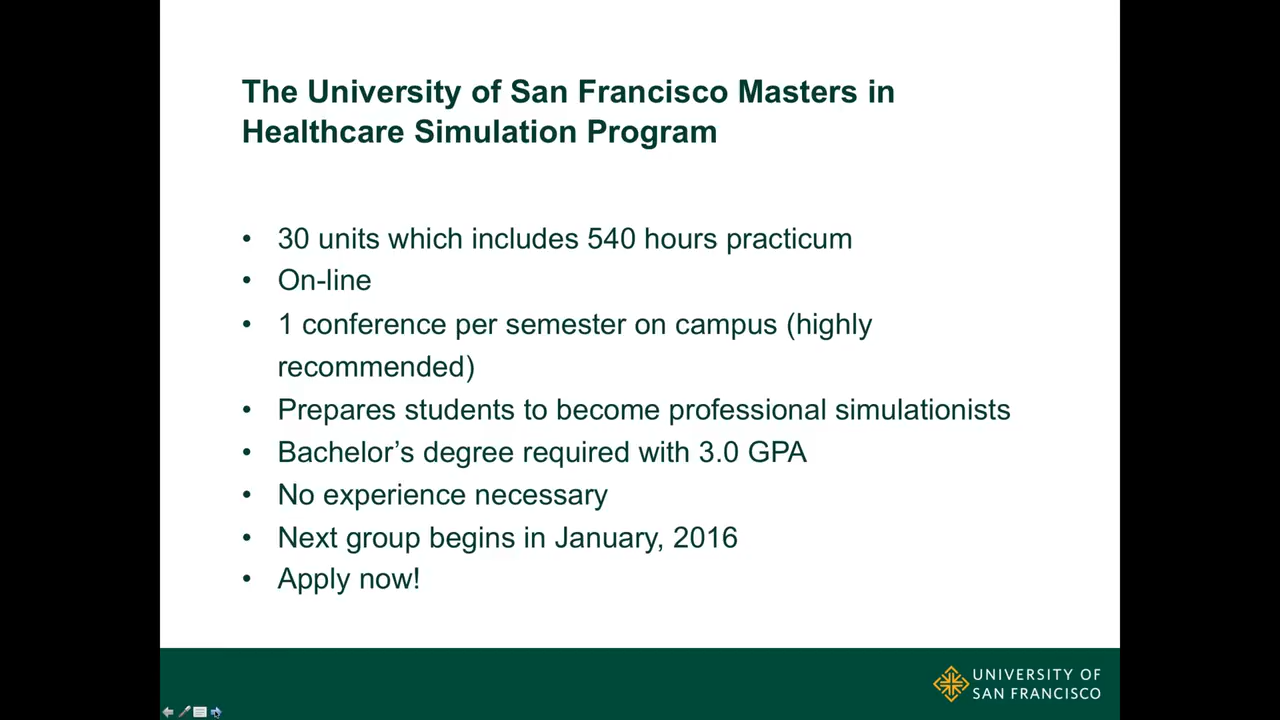 The University of San Francisco Masters in
Healthcare Simulation Program
• 30 units which includes 540 hours practicum
• On-line
• 1 conference per semester on campus (highly
recommended)
• Prepares students to become professional simulationists
• Bachelor’s degree required with 3.0 GPA
• No experience necessary
• Next group begins in January, 2016
• Apply now!
UNIVERSITY OF
SAN FRANCISCO